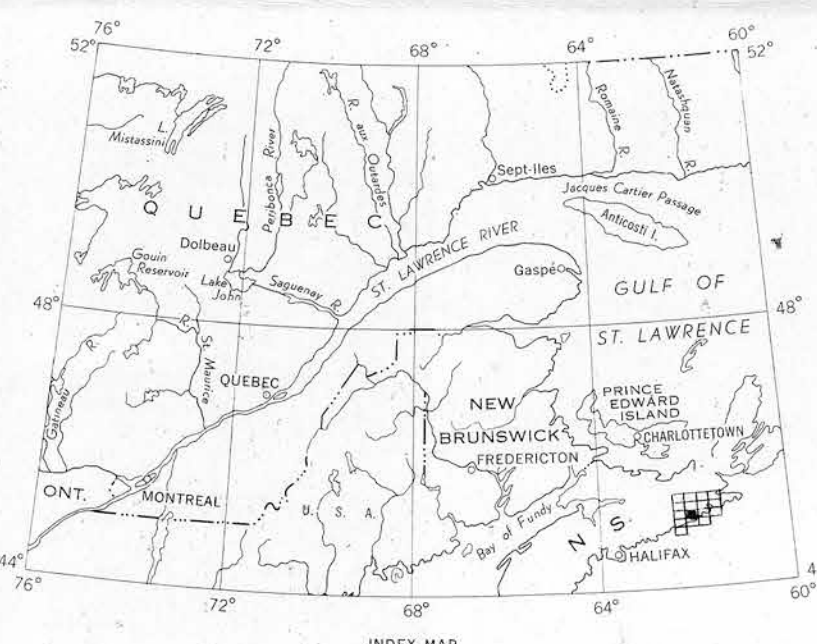 76°
72°
68°
64°
60°
52°
52°
L.
Mistassini
Peribonca River
R. aux Outardes
Romaine R.
Natashquan R.
Sept-Iles
Jacques Cartier Passage
Anticosti I.
QUEBEC
Dolbeau
Gouin
Reservoir
Lake
John
Saguenay R.
ST. LAWRENCE RIVER
Gaspé
GULF OF
ST. LAWRENCE
48°
48°
R.
St. Maurice
R.
Gatineau
QUEBEC
NEW
BRUNSWICK
FREDERICTON
PRINCE
EDWARD
ISLAND
CHARLOTTETOWN
ONT.
MONTREAL
U. S. A.
Bay of Fundy
N S.
HALIFAX
44°
4
76°
72°
68°
64°
60°
INDEX MAP